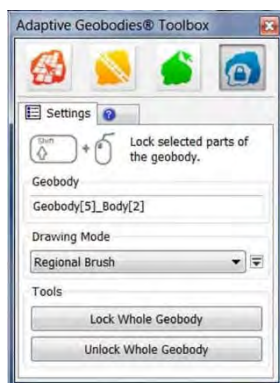 Adaptive Geobodies® Toolbox
Settings
Shift
Lock selected parts of
the geobody.
Geobody
Geobody[5]_Body[2]
Drawing Mode
Regional Brush
Tools
Lock Whole Geobody
Unlock Whole Geobody